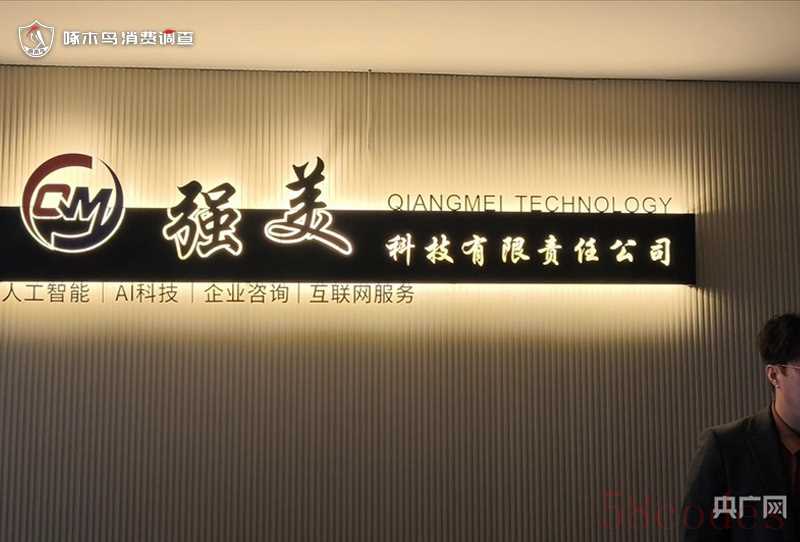 啄木鸟消费调查
QM
强美
QIANGMEI TECHNOLOGY
科技有限责任公司
人工智能|AI科技|企业咨询|互联网服务
58codes
央广网